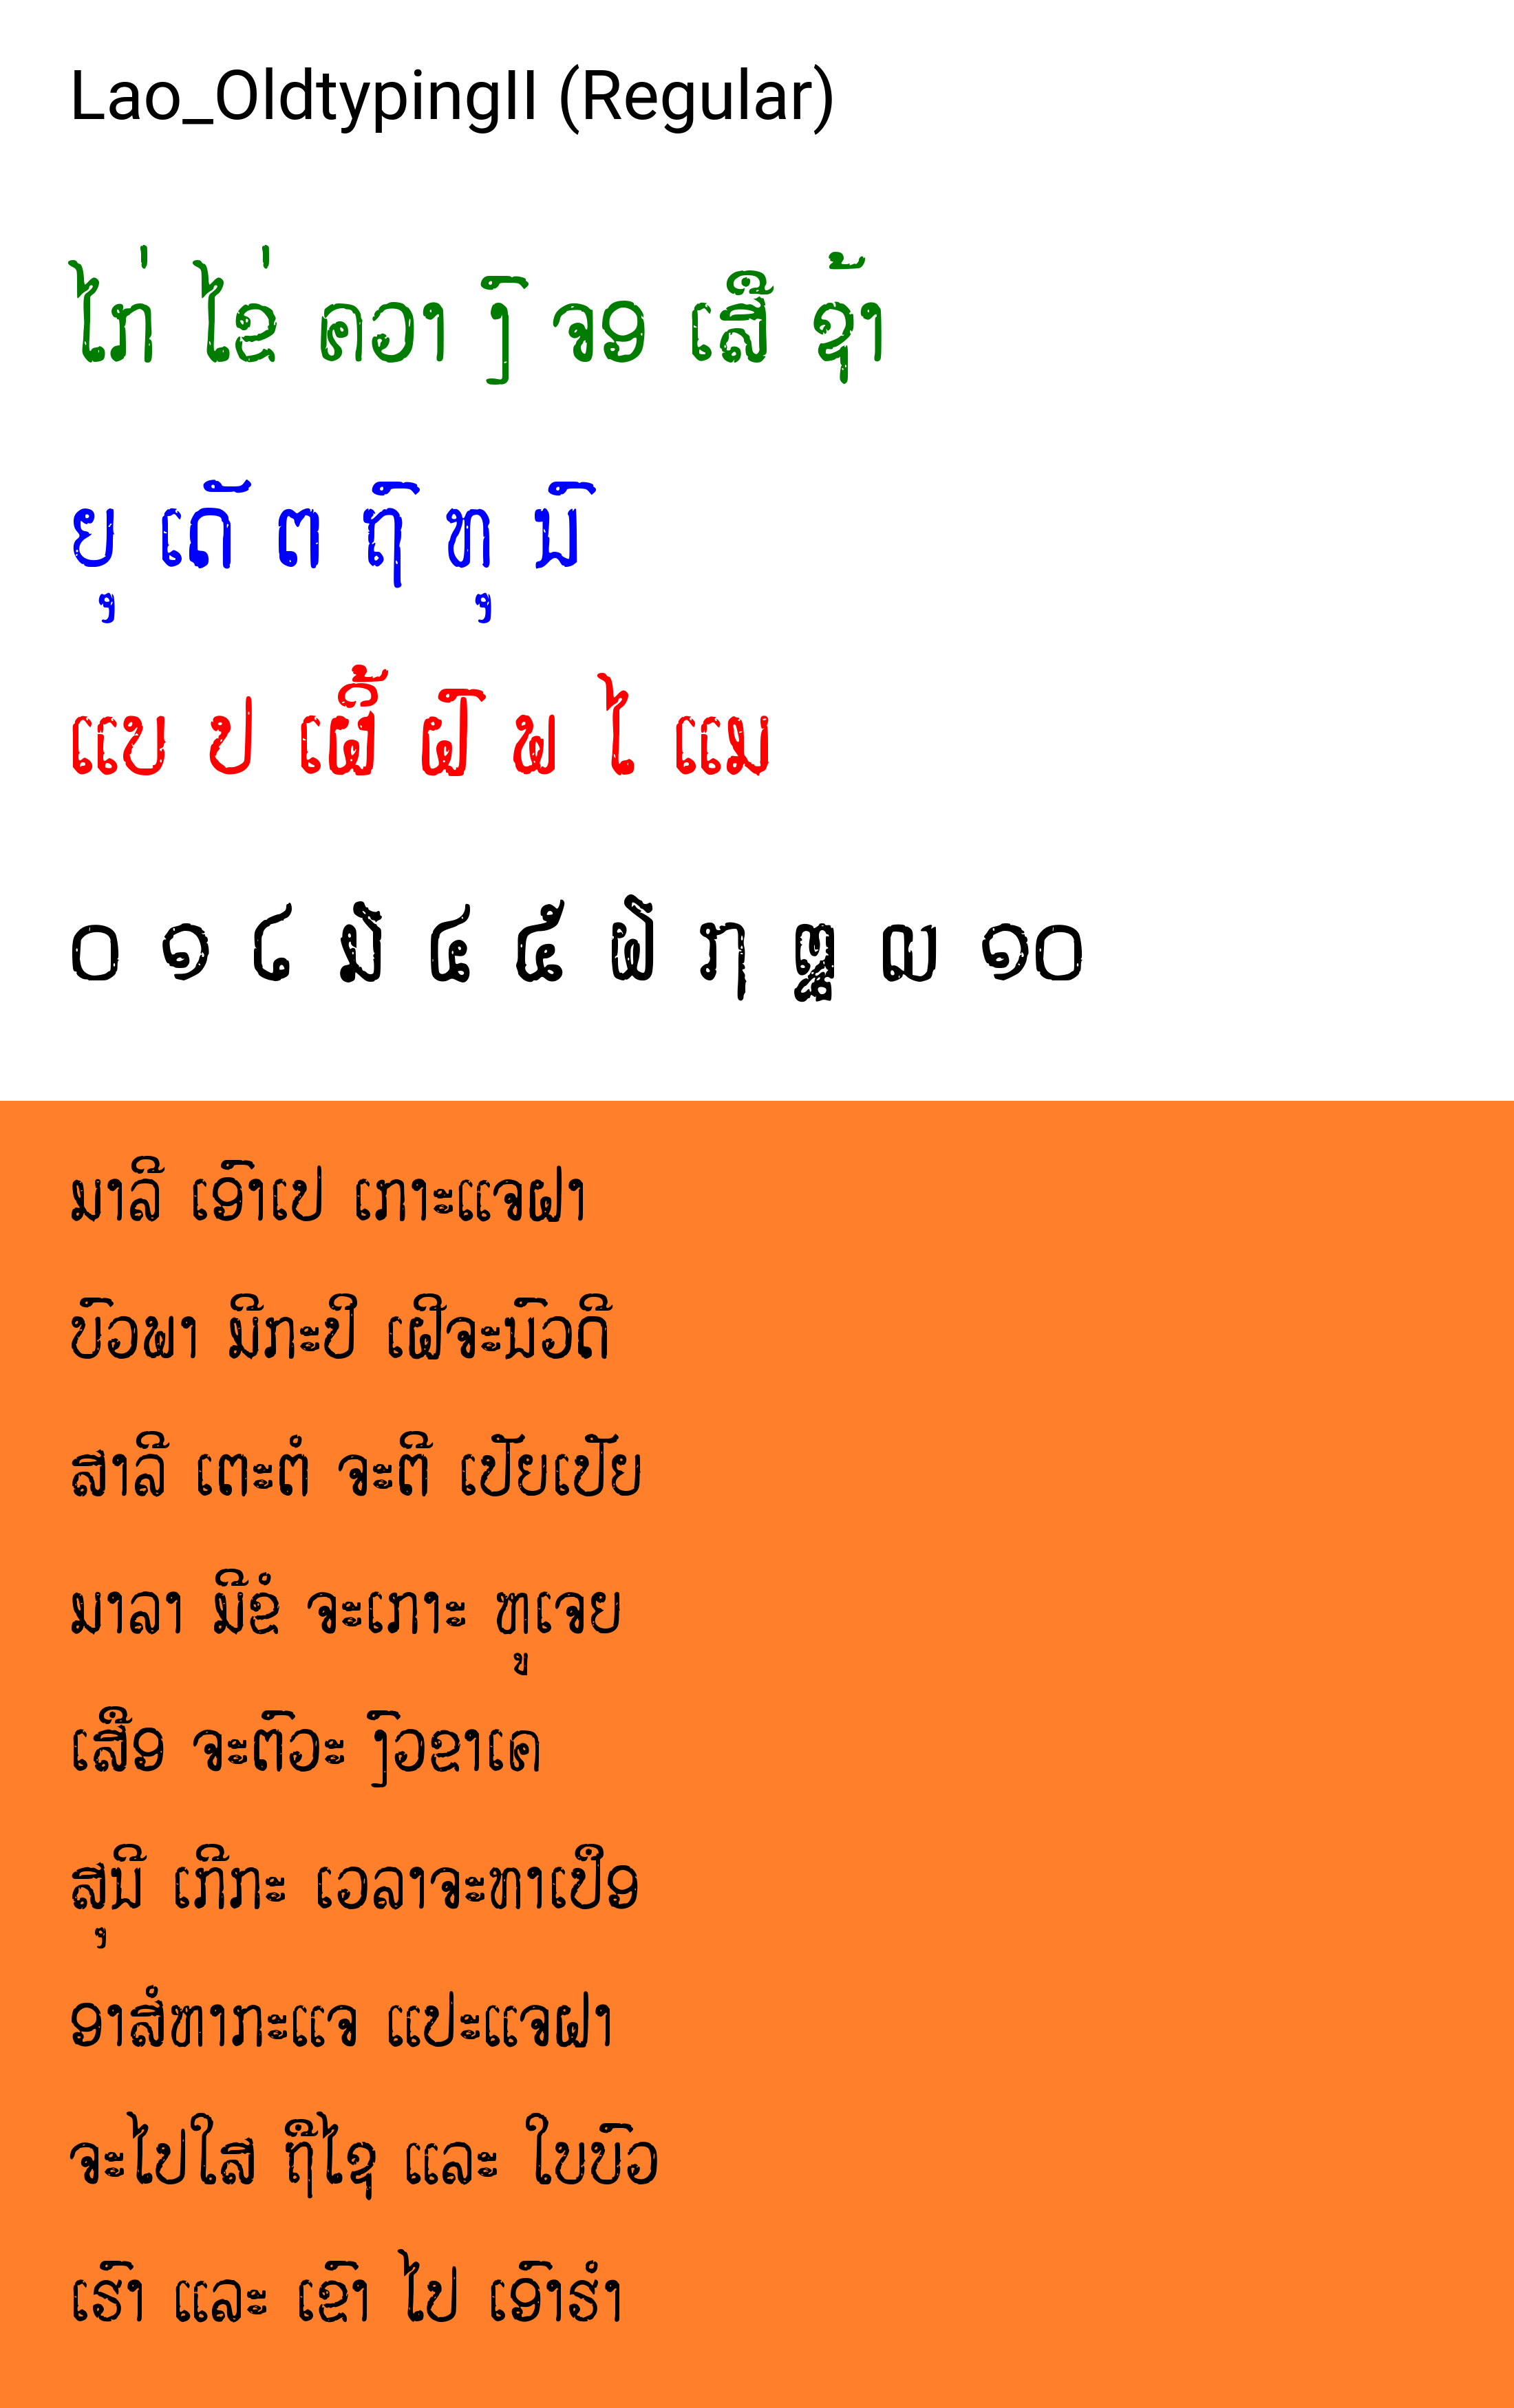 Lao_OldtypingII (Regular)
ໄກ່ ໄຂ່ ຄວາ ງົ ຈອ ເສື ຊ້າ
ຍຸ ເດັ ຕ ຖົ ທຸ ນົ
ແບ ປ ເຜິ້ ຝົ ພ ໄ ແມ
໐ ໑ ໒ ໓ ໔ ໕ ໖ ໗ ໘ ໙ ໑໐
ມາລີ ເອົາເປ ເກາະແຈຝາ
ບົວພາ ມີກະປິ ເຝີຈະນົວດີ
ສາລີ ເຕະຕໍ ຈະຕີ ເປັຍເປັຍ
ມາລາ ມີຂໍ ຈະເກາະ ຫູເຈຍ
ເສືອ ຈະຕົວະ ງົວຂາເຄ
ສຸນີ ເກີກະ ເວລາຈະທາເປືອ
ອາສໍຫາກະແຈ ແປະແຈຝາ
ຈະໄປໃສ ຖືໄຊ ແລະ ໃບບົວ
ເຮົາ ແລະ ເຂົາ ໄປ ເອົາຮໍາ